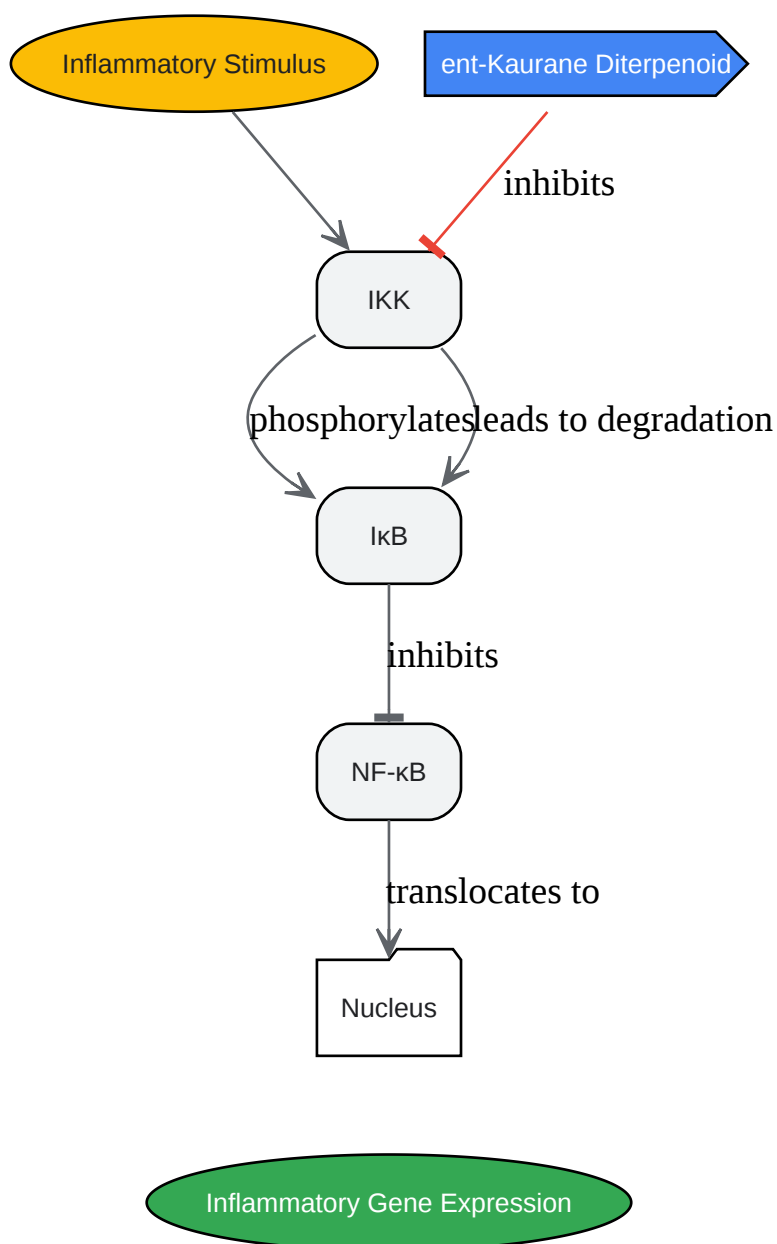 Inflammatory Stimulus
ent-Kaurane Diterpenoid
inhibits
IKK
phosphorylates
leads to degradation
IκB
inhibits
NF-κB
translocates to
Nucleus
Inflammatory Gene Expression